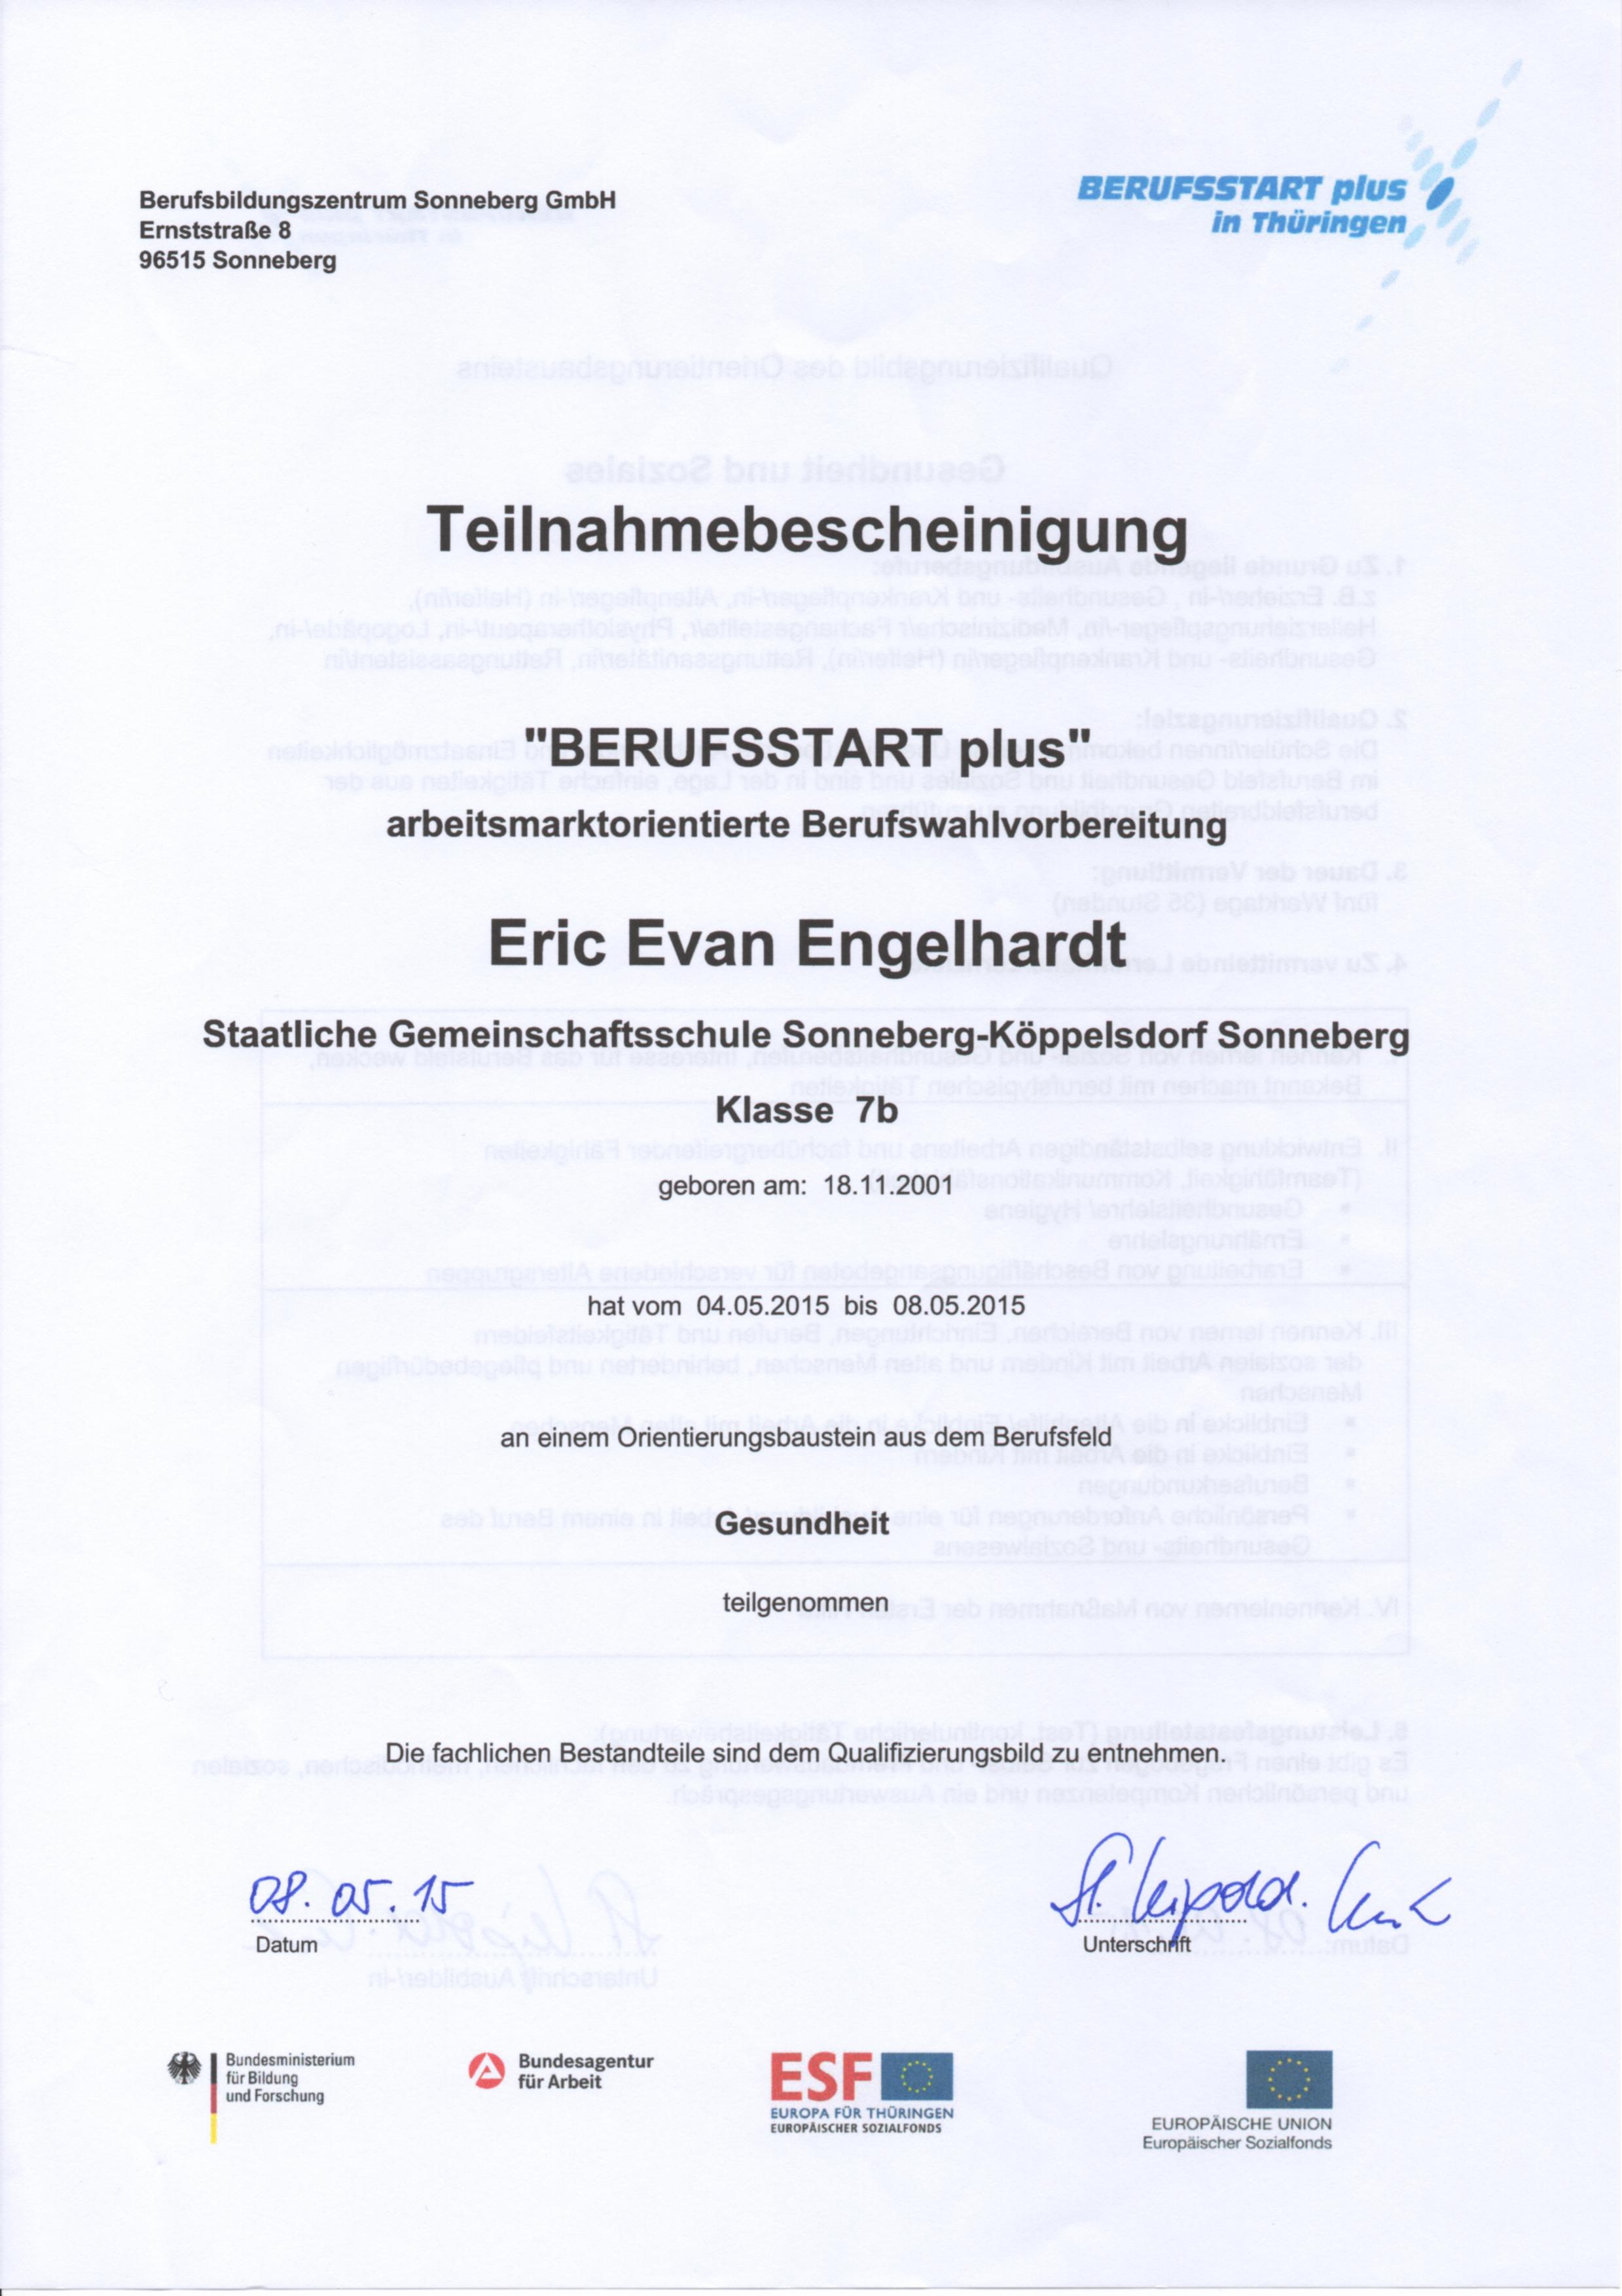 Berufsbildungszentrum Sonneberg GmbH
Ernststraße 8
96515 Sonneberg
BERUFSSTART plus
in Thüringen
Teilnahmebescheinigung
"BERUFSSTART plus"
arbeitsmarktorientierte Berufswahlvorbereitung
Eric Evan Engelhardt
Staatliche Gemeinschaftsschule Sonneberg-Köppelsdorf Sonneberg
Klasse 7b
geboren am: 18.11.2001
hat vom 04.05.2015 bis 08.05.2015
an einem Orientierungsbaustein aus dem Berufsfeld
Gesundheit
teilgenommen
Die fachlichen Bestandteile sind dem Qualifizierungsbild zu entnehmen.
08.05.15
Datum
St. Leipold.
Unterschrift
Bundesministerium
für Bildung
und Forschung
Bundesagentur
für Arbeit
ESF
EUROPA FÜR THÜRINGEN
EUROPÄISCHER SOZIALFONDS
EUROPÄISCHE UNION
Europäischer Sozialfonds